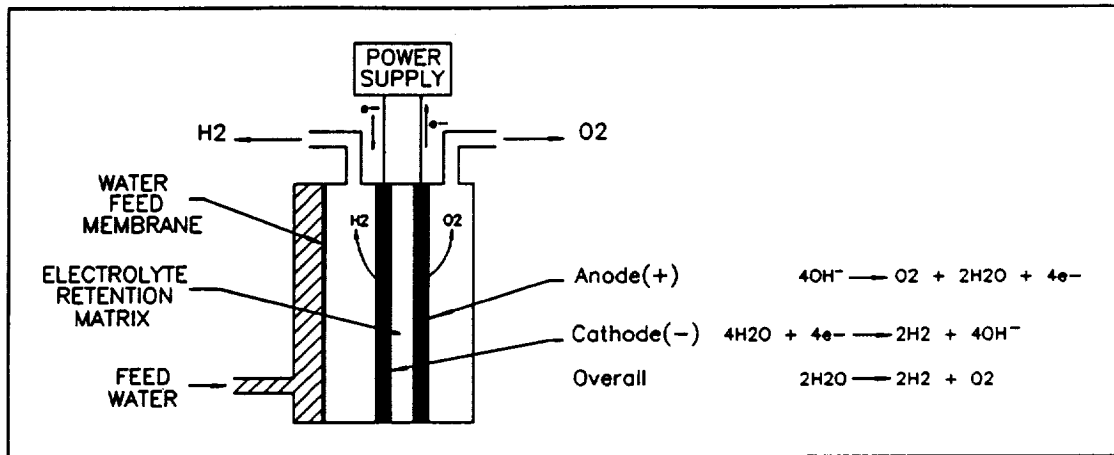 POWER
SUPPLY
e-
e-
H2
O2
WATER
FEED
MEMBRANE
H2
O2
ELECTROLYTE
RETENTION
MATRIX
Anode(+) 4OH⁻ → O2 + 2H2O + 4e-
Cathode(-) 4H2O + 4e- → 2H2 + 4OH⁻
Overall 2H2O → 2H2 + O2
FEED
WATER